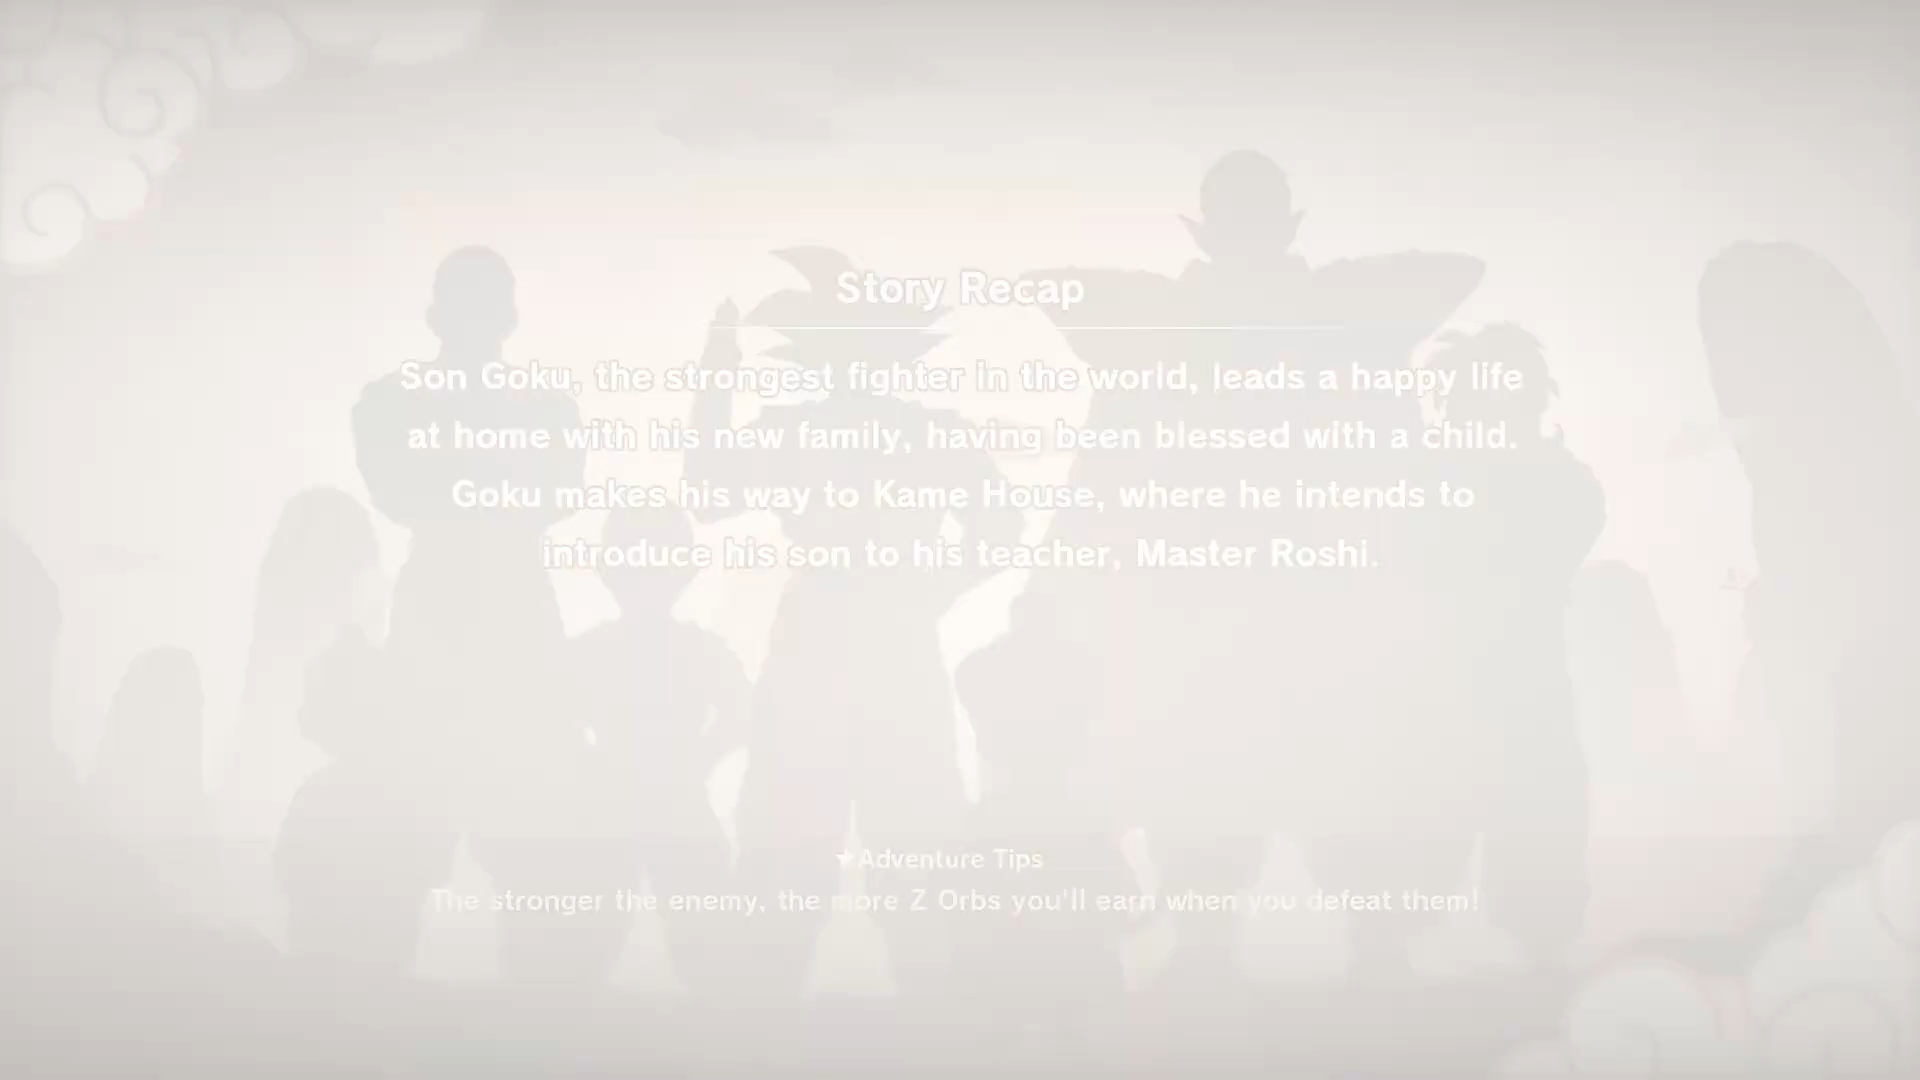 Story Recap
Son Goku, the strongest fighter in the world, leads a happy life
at home with his new family, having been blessed with a child.
Goku makes his way to Kame House, where he intends to
introduce his son to his teacher, Master Roshi.
Adventure Tips
The stronger the enemy, the more Z Orbs you'll earn when you defeat them!